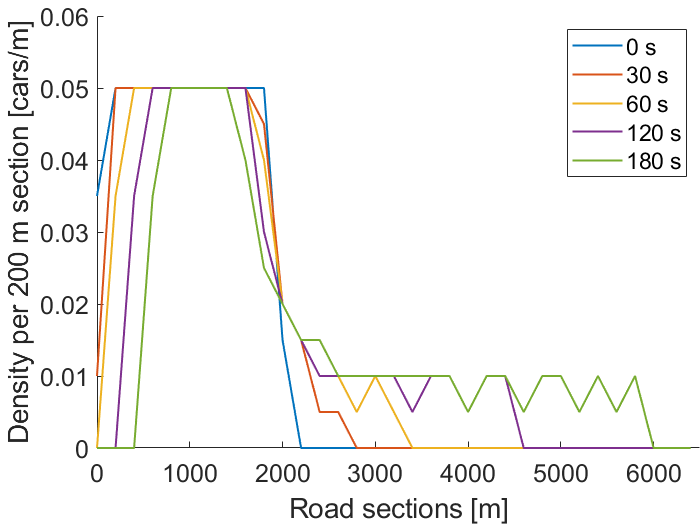 Density per 200 m section [cars/m]
0.06
0.05
0.04
0.03
0.02
0.01
0
0 1000 2000 3000 4000 5000 6000
Road sections [m]
0 s
30 s
60 s
120 s
180 s